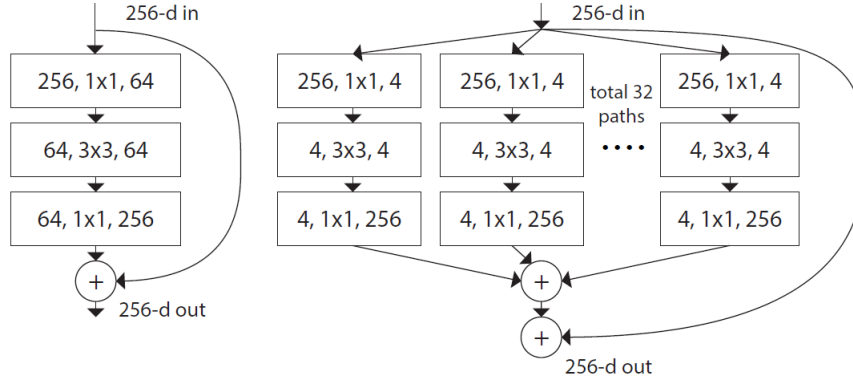 256-d in
256, 1x1, 64
64, 3x3, 64
64, 1x1, 256
+
256-d out
256-d in
256, 1x1, 4
256, 1x1, 4
total 32
paths
....
256, 1x1, 4
4, 3x3, 4
4, 3x3, 4
4, 3x3, 4
4, 1x1, 256
4, 1x1, 256
4, 1x1, 256
+
+
256-d out